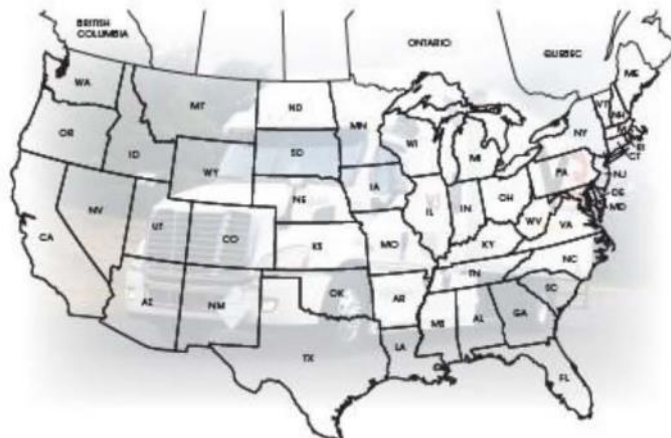 BRITISH
COLUMBIA
ONTARIO
QUEBEC
WA
MT
ND
MN
ME
VT
NH
OR
ID
SD
WI
MI
NY
WY
RI
CT
IA
PA
NJ
NE
OH
DE
NV
UT
IL
IN
MD
CO
WV
VA
CA
KS
MO
KY
NC
TN
AZ
NM
OK
AR
SC
MS
AL
GA
TX
LA
FL